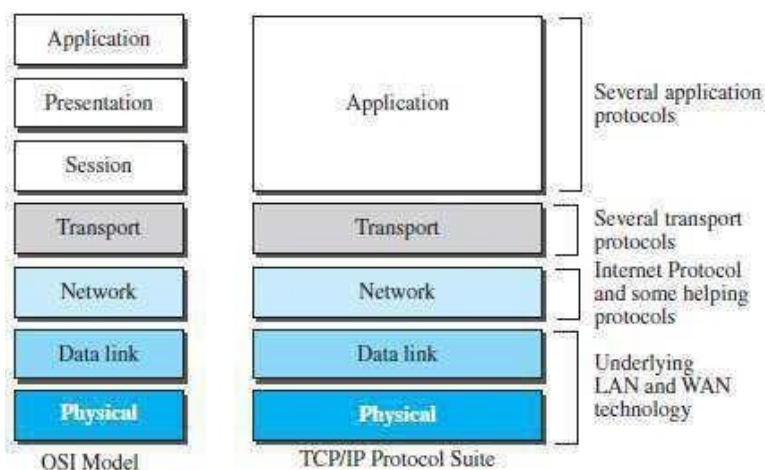 Application
Presentation
Session
Transport
Network
Data link
Physical
OSI Model
Application
Transport
Network
Data link
Physical
TCP/IP Protocol Suite
Several application
protocols
Several transport
protocols
Internet Protocol
and some helping
protocols
Underlying
LAN and WAN
technology